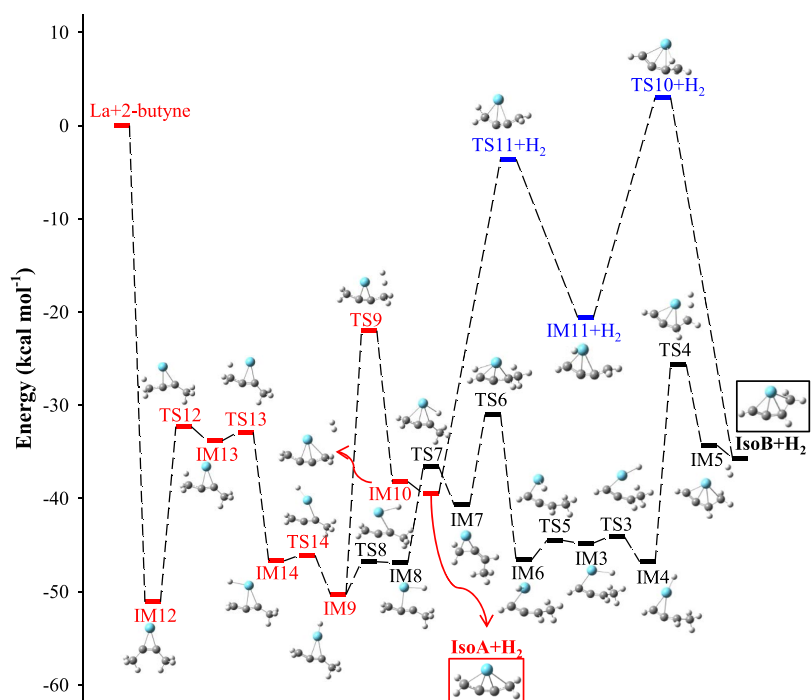 10
0
-10
-20
-30
-40
-50
-60
Energy (kcal mol⁻¹)
La+2-butyne
TS10+H₂
TS11+H₂
IM11+H₂
TS9
TS4
TS12
TS13
IM13
TS6
TS7
IsoB+H₂
IM5
IM10
IM7
TS14
IM14
TS8
IM8
TS5
TS3
IM3
IM6
IM4
IM9
IM12
IsoA+H₂